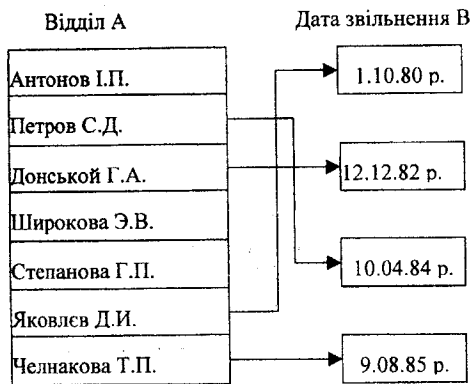 Відділ А
Дата звільнення В
Антонов І.П.
Петров С.Д.
Донськой Г.А.
Широкова Э.В.
Степанова Г.П.
Яковлєв Д.И.
Челнакова Т.П.
1.10.80 р.
12.12.82 р.
10.04.84 р.
9.08.85 р.